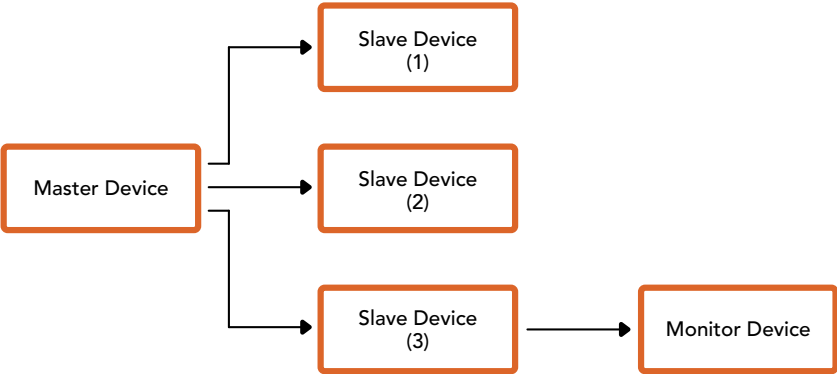 Slave Device
(1)
Master Device
Slave Device
(2)
Slave Device
(3)
Monitor Device